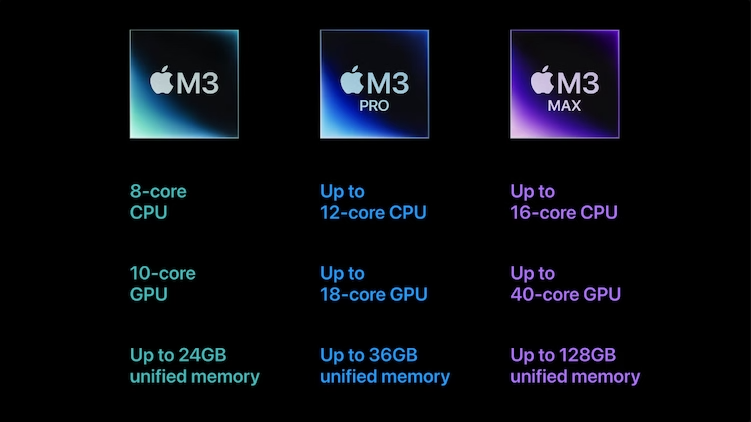 M3
M3
PRO
M3
MAX
8-core
CPU
Up to
12-core CPU
Up to
16-core CPU
10-core
GPU
Up to
18-core GPU
Up to
40-core GPU
Up to 24GB
unified memory
Up to 36GB
unified memory
Up to 128GB
unified memory